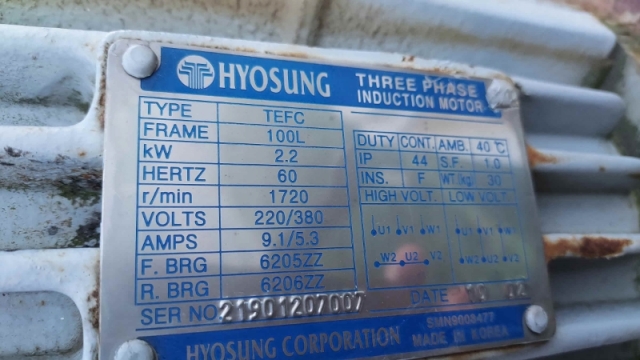 HYOSUNG THREE PHASE INDUCTION MOTOR
TYPE TEFC
FRAME 100L
kW 2.2
HERTZ 60
r/min 1720
VOLTS 220/380
AMPS 9.1/5.3
F. BRG 6205ZZ
R. BRG 6206ZZ
SER NO 21901207007
DUTY CONT. AMB. 40℃
IP 44 S.F. 1.0
INS. F WT(kg) 30
HIGH VOLT. LOW VOLT.
U1 V1 W1 U1 V1 W1
W2 U2 V2 W2 U2 V2
DATE
HYOSUNG CORPORATION MADE IN KOREA